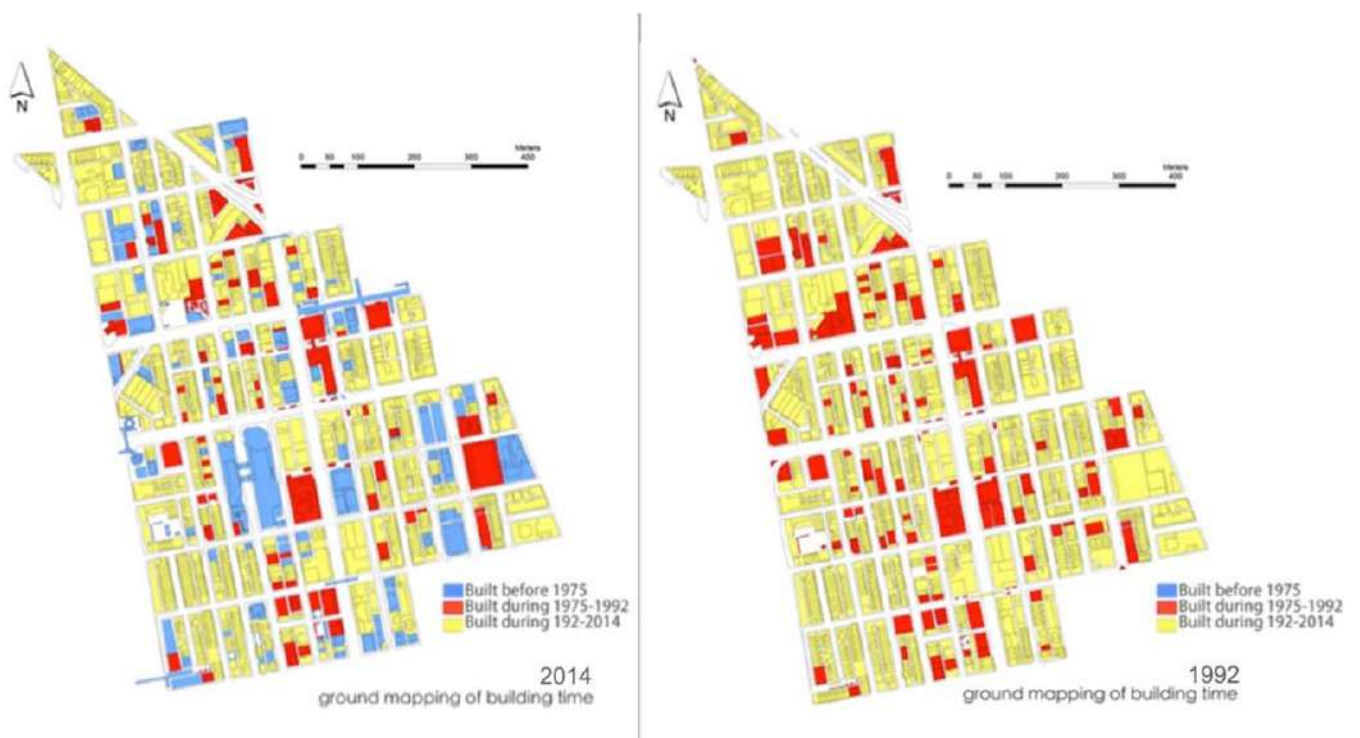 N
Meters
0 50 100 200 300 400
Built before 1975
Built during 1975-1992
Built during 192-2014
2014
ground mapping of building time
N
Meters
0 50 100 200 300 400
Built before 1975
Built during 1975-1992
Built during 192-2014
1992
ground mapping of building time